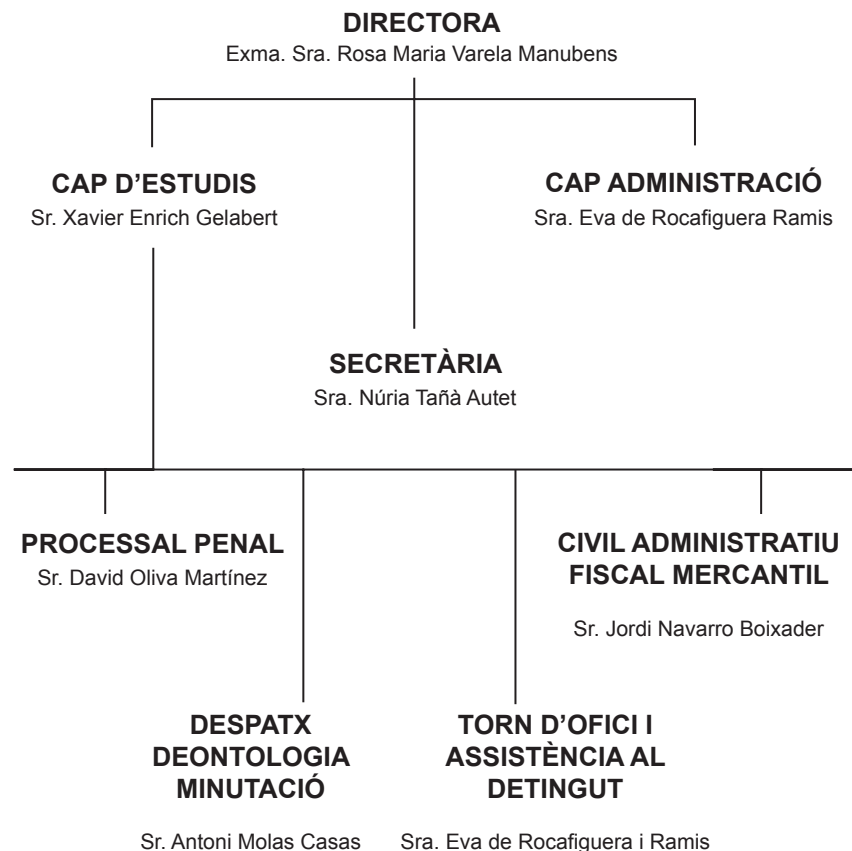 DIRECTORA
Exma. Sra. Rosa Maria Varela Manubens
CAP D’ESTUDIS
Sr. Xavier Enrich Gelabert
CAP ADMINISTRACIÓ
Sra. Eva de Rocafiguera Ramis
SECRETÀRIA
Sra. Núria Tañà Autet
PROCESSAL PENAL
Sr. David Oliva Martínez
CIVIL ADMINISTRATIU
FISCAL MERCANTIL
Sr. Jordi Navarro Boixader
DESPATX
DEONTOLOGIA
MINUTACIÓ
Sr. Antoni Molas Casas
TORN D’OFICI I
ASSISTÈNCIA AL
DETINGUT
Sra. Eva de Rocafiguera i Ramis